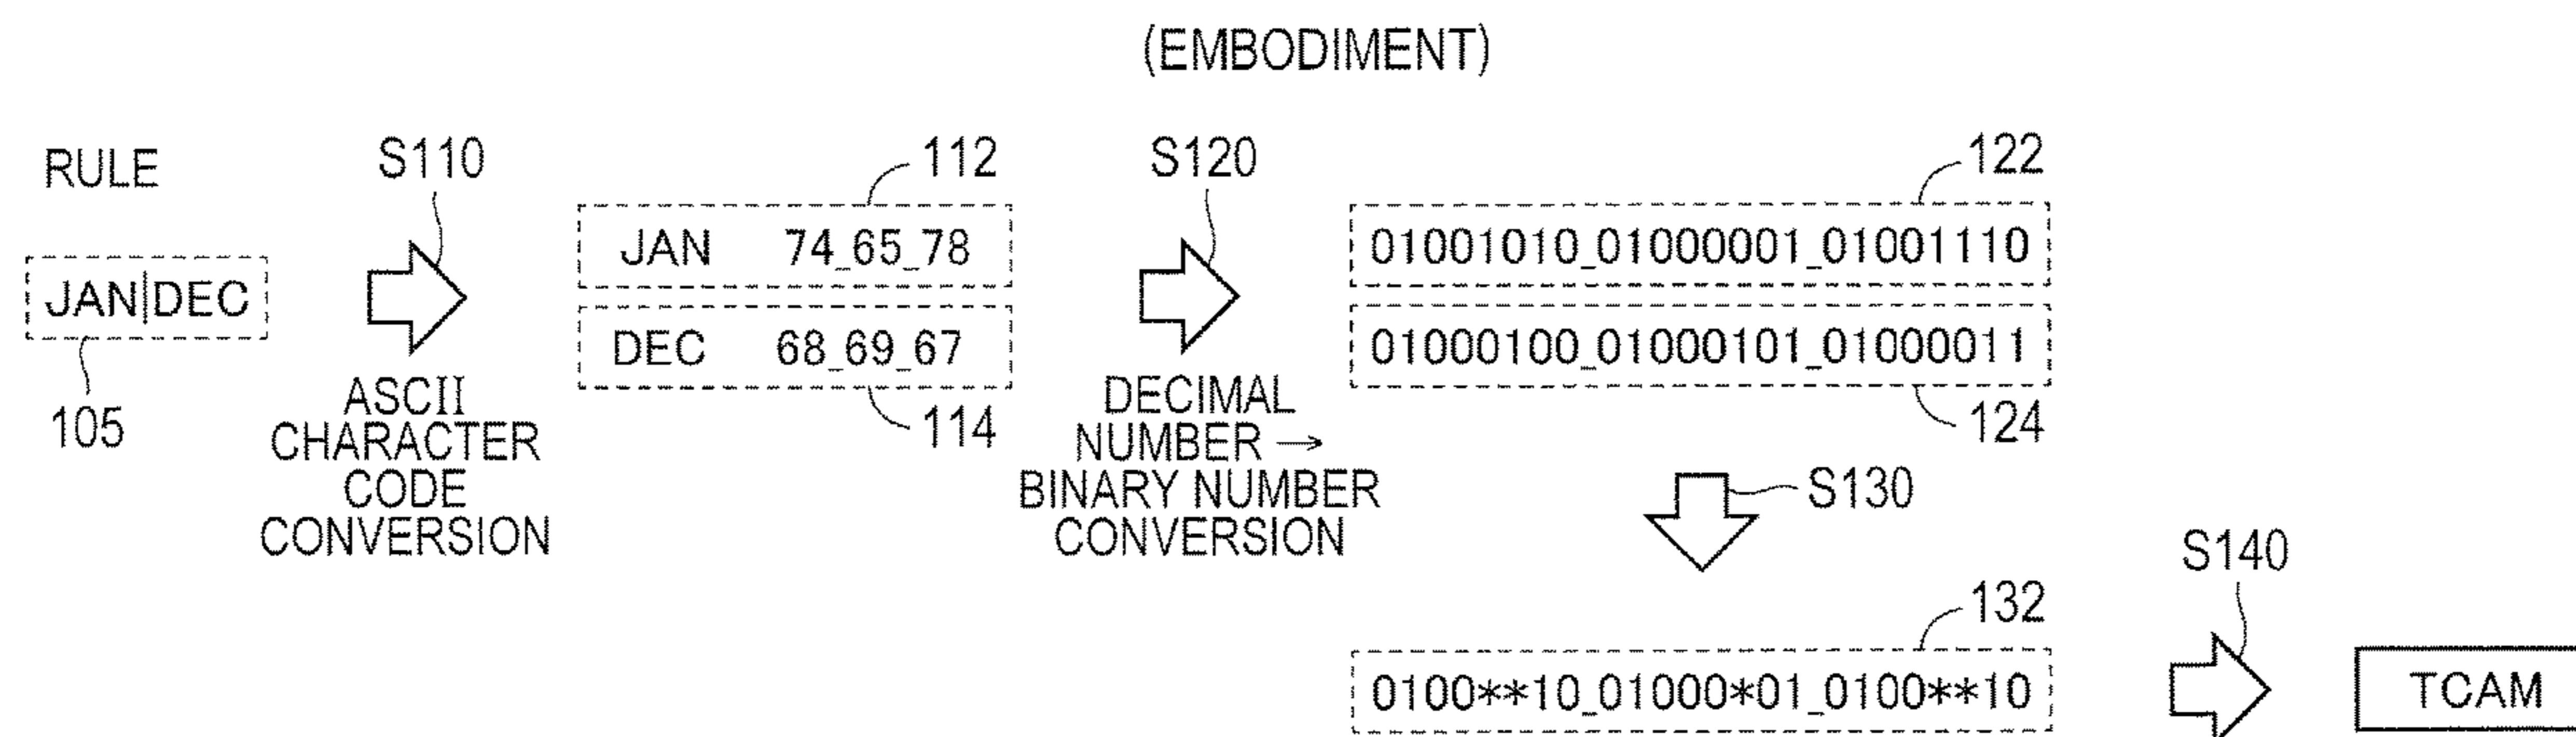 (EMBODIMENT)
RULE
S110
112
S120
122
JAN 74_65_78
01001010_01000001_01001110
JAN|DEC
DEC 68_69_67
01000100_01000101_01000011
105
ASCII
CHARACTER
CODE
CONVERSION
114
DECIMAL
NUMBER →
BINARY NUMBER
CONVERSION
124
S130
S140
132
0100**10_01000*01_0100**10
TCAM